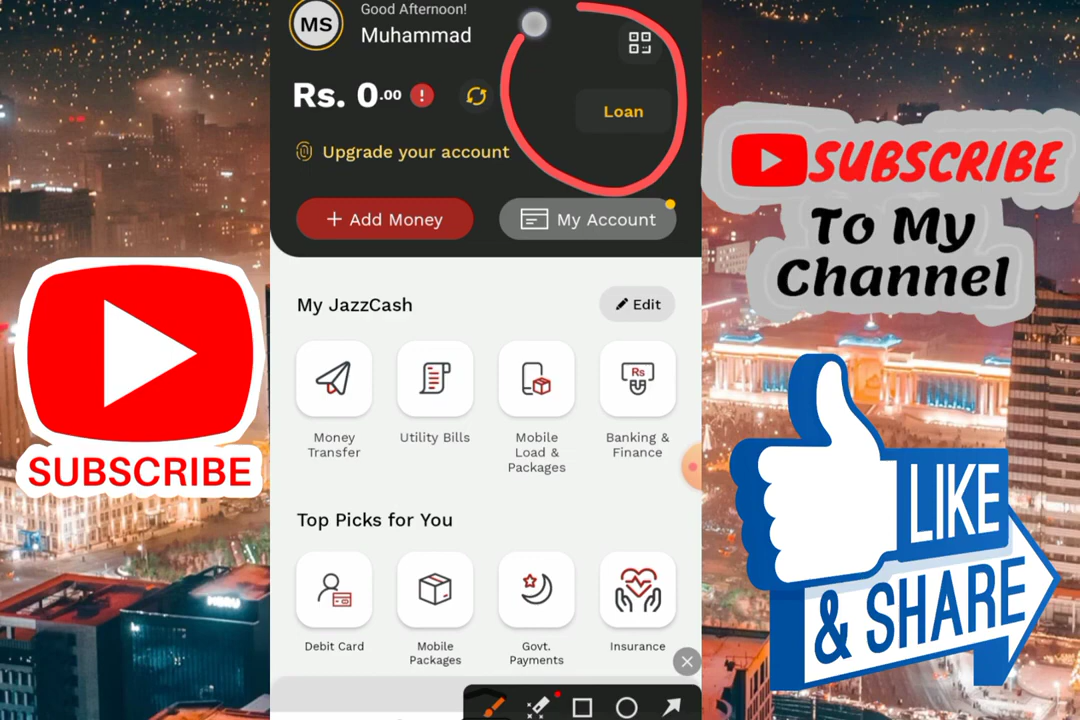 MS
Good Afternoon!
Muhammad
Rs. 0.00 !
Loan
Upgrade your account
+ Add Money
My Account
My JazzCash
Edit
Money
Transfer
Utility Bills
Mobile
Load &
Packages
Rs
Banking &
Finance
Top Picks for You
Debit Card
Mobile
Packages
Govt.
Payments
Insurance
SUBSCRIBE
SUBSCRIBE
To My
Channel
LIKE
& SHARE